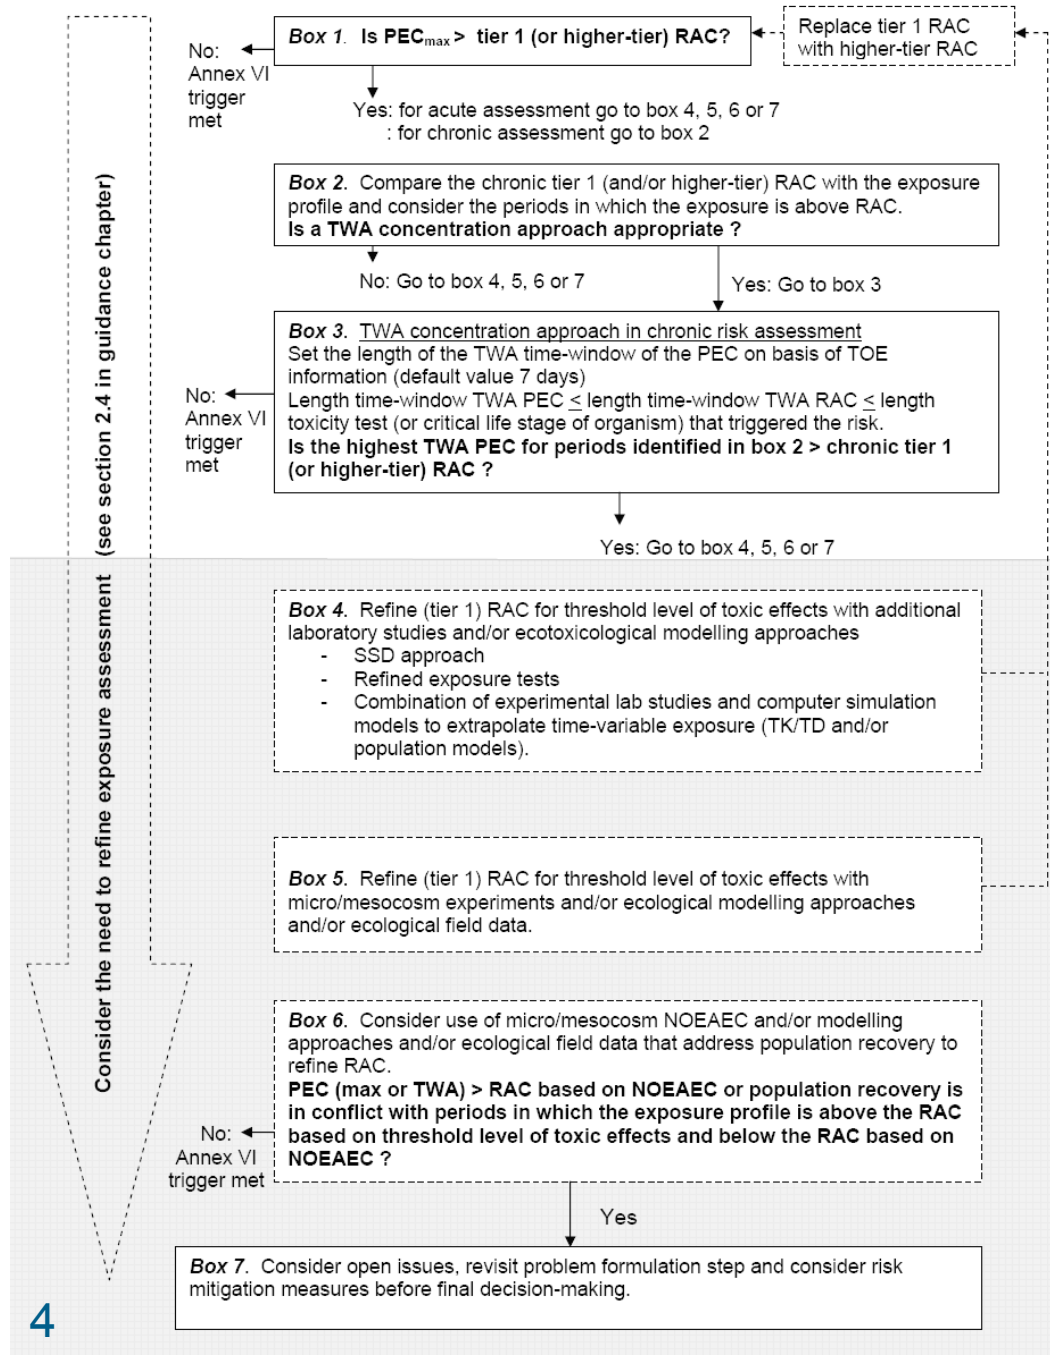 Box 1. Is PECmax > tier 1 (or higher-tier) RAC?
Replace tier 1 RAC
with higher-tier RAC
No:
Annex VI
trigger
met
Yes: for acute assessment go to box 4, 5, 6 or 7
: for chronic assessment go to box 2
Box 2. Compare the chronic tier 1 (and/or higher-tier) RAC with the exposure
profile and consider the periods in which the exposure is above RAC.
Is a TWA concentration approach appropriate ?
No: Go to box 4, 5, 6 or 7
Yes: Go to box 3
Box 3. TWA concentration approach in chronic risk assessment
Set the length of the TWA time-window of the PEC on basis of TOE
information (default value 7 days)
Length time-window TWA PEC ≤ length time-window TWA RAC ≤ length
toxicity test (or critical life stage of organism) that triggered the risk.
Is the highest TWA PEC for periods identified in box 2 > chronic tier 1
(or higher-tier) RAC ?
No:
Annex VI
trigger
met
Yes: Go to box 4, 5, 6 or 7
Consider the need to refine exposure assessment (see section 2.4 in guidance chapter)
Box 4. Refine (tier 1) RAC for threshold level of toxic effects with additional
laboratory studies and/or ecotoxicological modelling approaches
- SSD approach
- Refined exposure tests
- Combination of experimental lab studies and computer simulation
models to extrapolate time-variable exposure (TK/TD and/or
population models).
Box 5. Refine (tier 1) RAC for threshold level of toxic effects with
micro/mesocosm experiments and/or ecological modelling approaches
and/or ecological field data.
Box 6. Consider use of micro/mesocosm NOEAEC and/or modelling
approaches and/or ecological field data that address population recovery to
refine RAC.
PEC (max or TWA) > RAC based on NOEAEC or population recovery is
in conflict with periods in which the exposure profile is above the RAC
based on threshold level of toxic effects and below the RAC based on
NOEAEC ?
No:
Annex VI
trigger met
Yes
Box 7. Consider open issues, revisit problem formulation step and consider risk
mitigation measures before final decision-making.
4